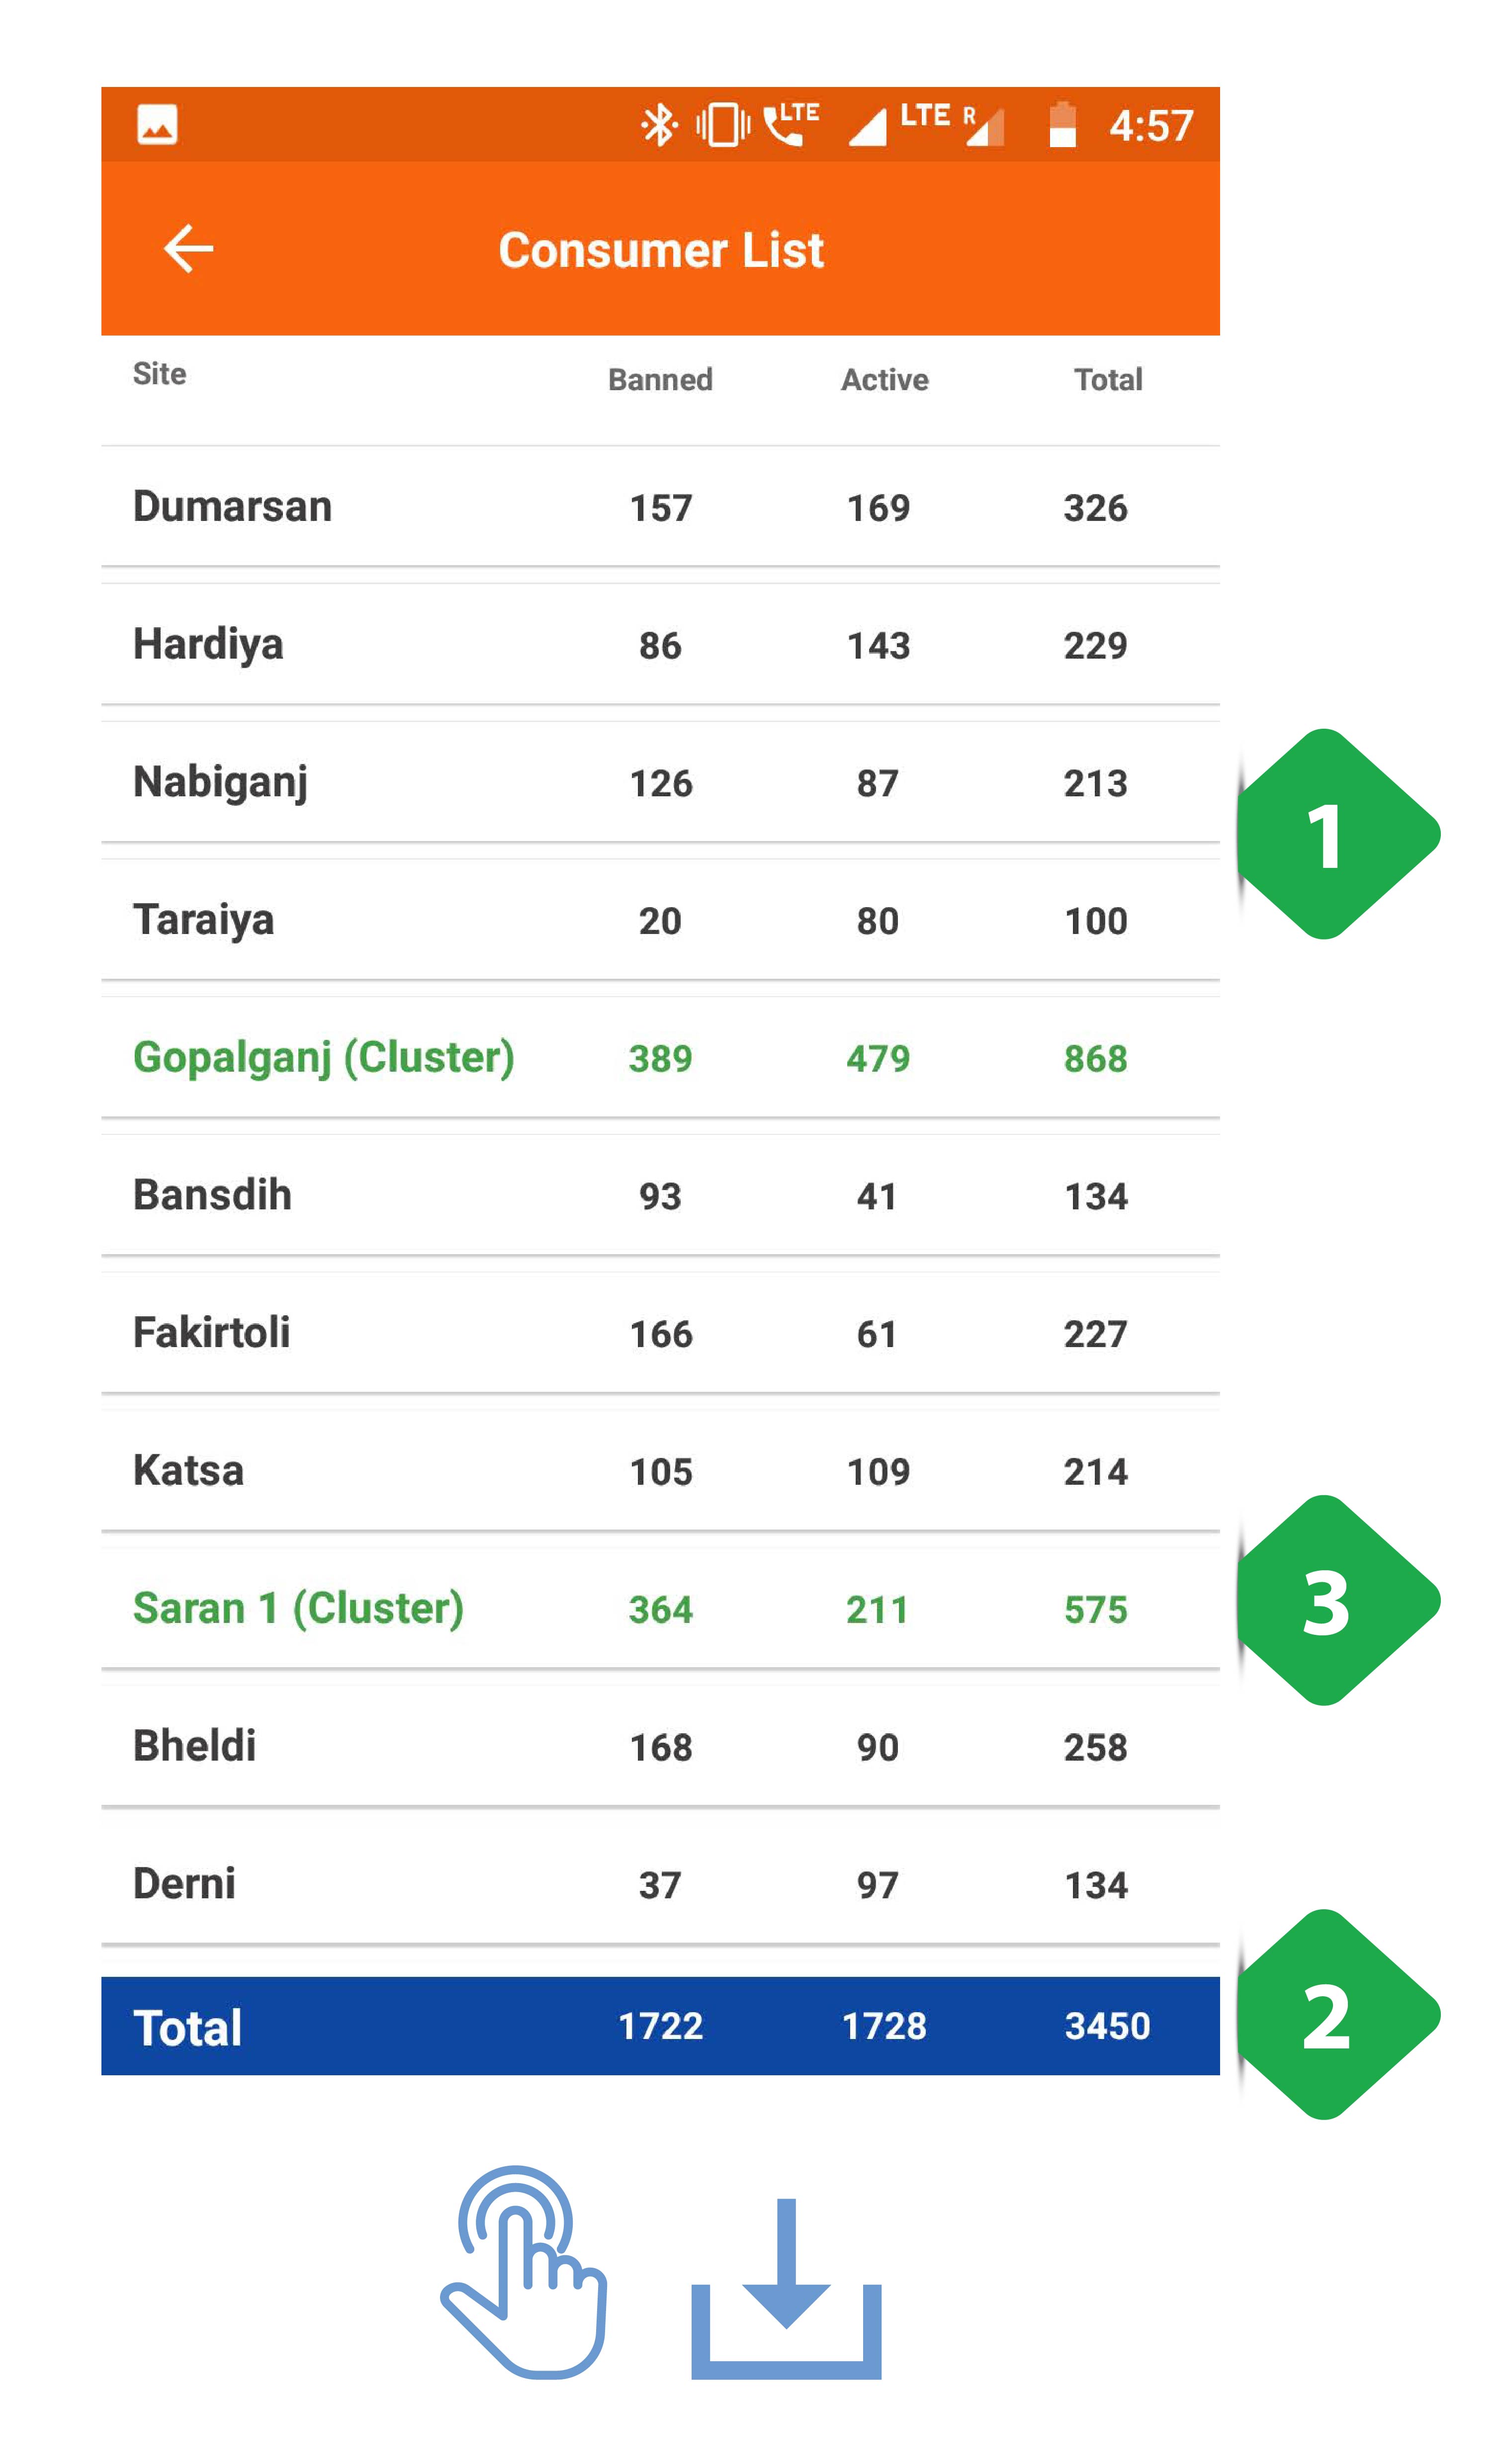 LTE LTE R 4:57
Consumer List
Site Banned Active Total
Dumarsan 157 169 326
Hardiya 86 143 229
Nabiganj 126 87 213
1
Taraiya 20 80 100
Gopalganj (Cluster) 389 479 868
Bansdih 93 41 134
Fakirtoli 166 61 227
Katsa 105 109 214
Saran 1 (Cluster) 364 211 575
3
Bheldi 168 90 258
Derni 37 97 134
Total 1722 1728 3450
2